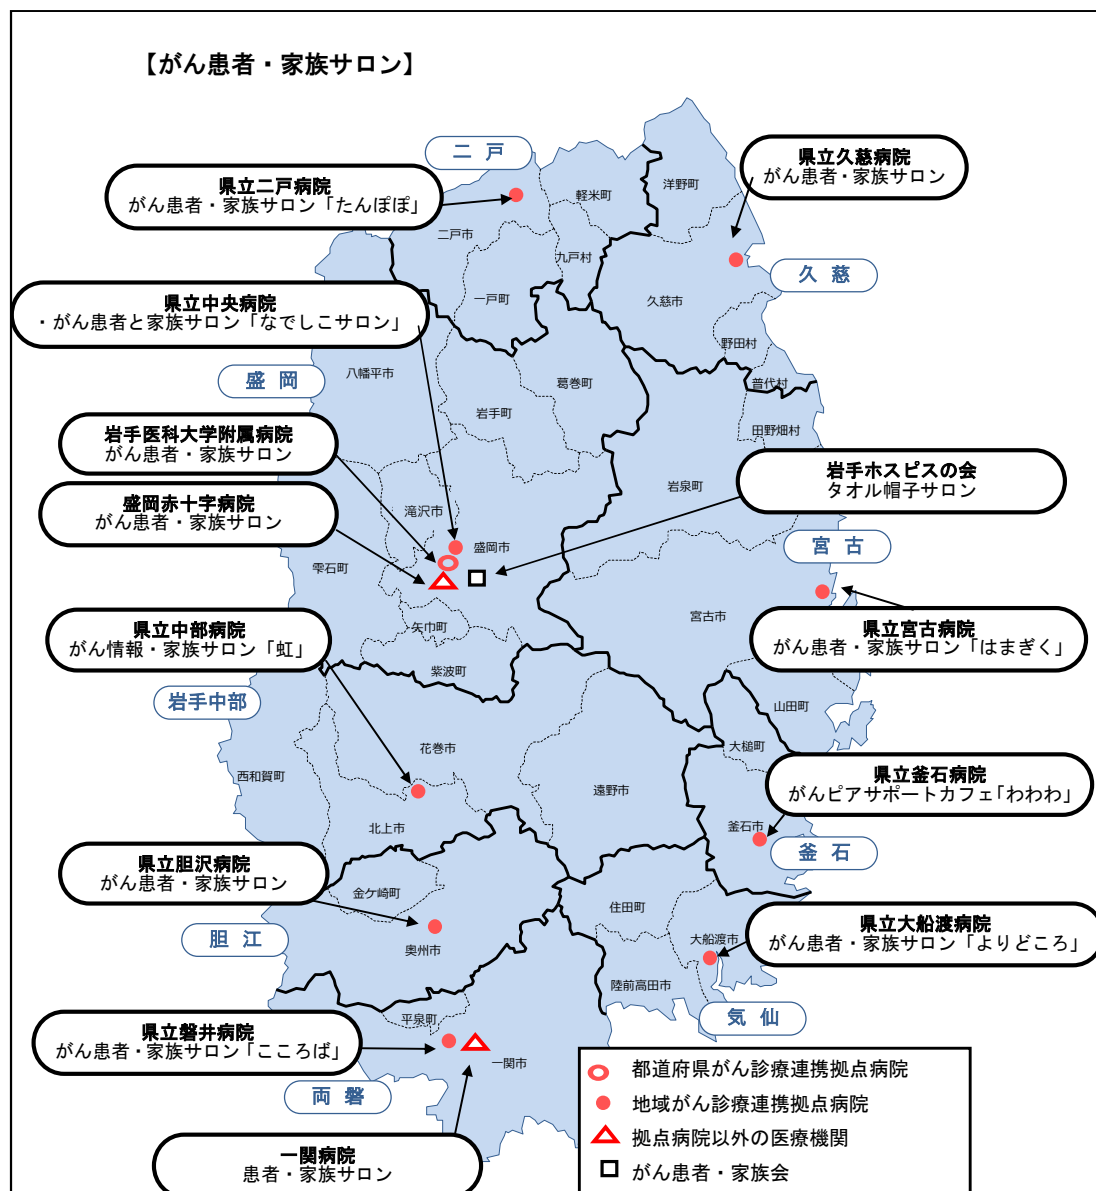 【がん患者・家族サロン】
二 戸
県立二戸病院
がん患者・家族サロン「たんぽぽ」
県立久慈病院
がん患者・家族サロン
洋野町
軽米町
二戸市
九戸村
一戸町
久慈市
久 慈
野田村
普代村
県立中央病院
・がん患者と家族サロン「なでしこサロン」
盛 岡
八幡平市
葛巻町
岩手町
田野畑村
岩手医科大学附属病院
がん患者・家族サロン
岩手ホスピスの会
タオル帽子サロン
岩泉町
盛岡赤十字病院
がん患者・家族サロン
滝沢市
盛岡市
宮 古
雫石町
宮古市
矢巾町
県立中部病院
がん情報・家族サロン「虹」
県立宮古病院
がん患者・家族サロン「はまぎく」
紫波町
岩手中部
山田町
花巻市
大槌町
西和賀町
遠野市
県立釜石病院
がんピアサポートカフェ「わわわ」
北上市
釜石市
釜 石
県立胆沢病院
がん患者・家族サロン
金ケ崎町
住田町
県立大船渡病院
がん患者・家族サロン「よりどころ」
胆 江
奥州市
大船渡市
陸前高田市
気 仙
平泉町
県立磐井病院
がん患者・家族サロン「こころば」
一関市
両 磐
一関病院
患者・家族サロン
都道府県がん診療連携拠点病院
地域がん診療連携拠点病院
拠点病院以外の医療機関
がん患者・家族会